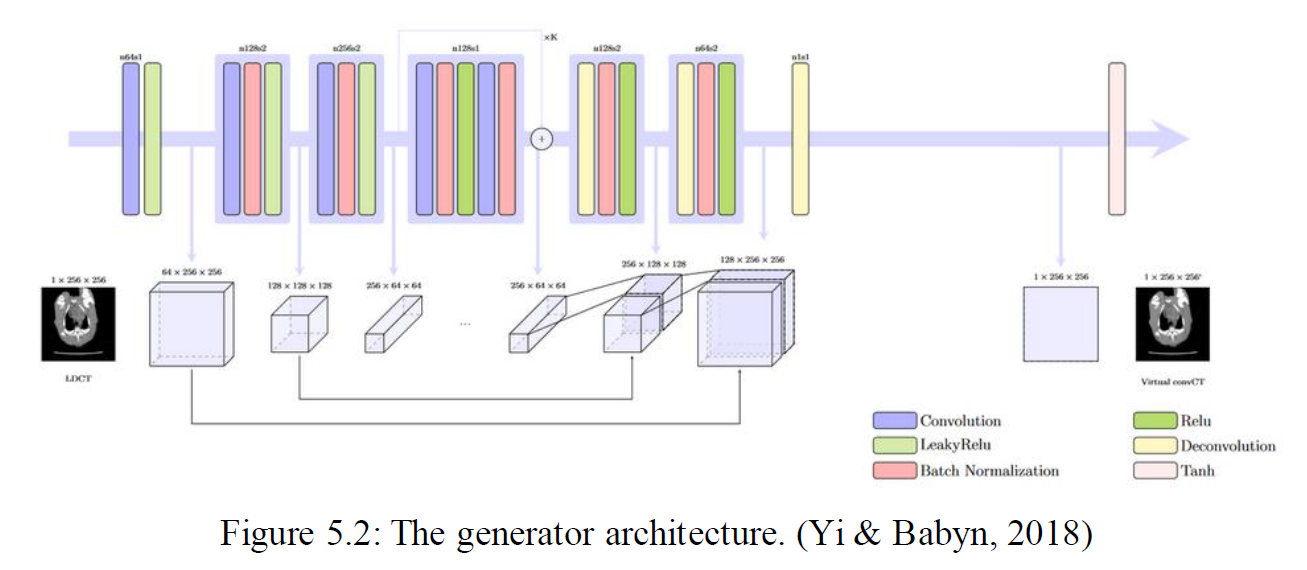 ×K
n64s1
n128s2
n256s2
n128s1
n128s2
n64s2
n1s1
+
1 × 256 × 256
64 × 256 × 256
128 × 128 × 128
256 × 64 × 64
...
256 × 64 × 64
256 × 128 × 128
128 × 256 × 256
1 × 256 × 256
1 × 256 × 256'
LDCT
Virtual convCT
Convolution
LeakyRelu
Batch Normalization
Relu
Deconvolution
Tanh
Figure 5.2: The generator architecture. (Yi & Babyn, 2018)